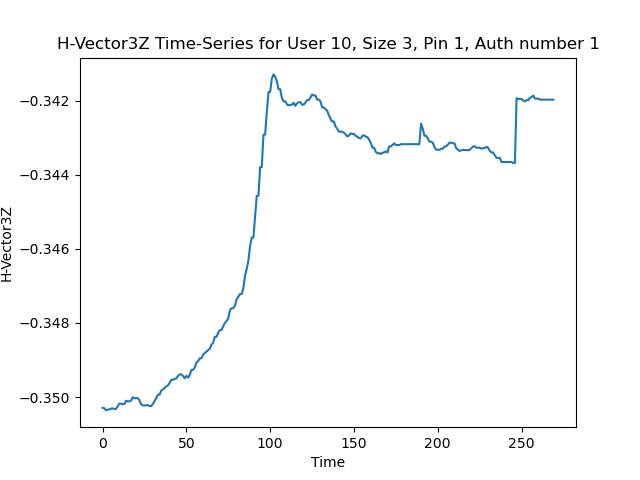 H-Vector3Z Time-Series for User 10, Size 3, Pin 1, Auth number 1
H-Vector3Z
−0.342
−0.344
−0.346
−0.348
−0.350
0 50 100 150 200 250
Time